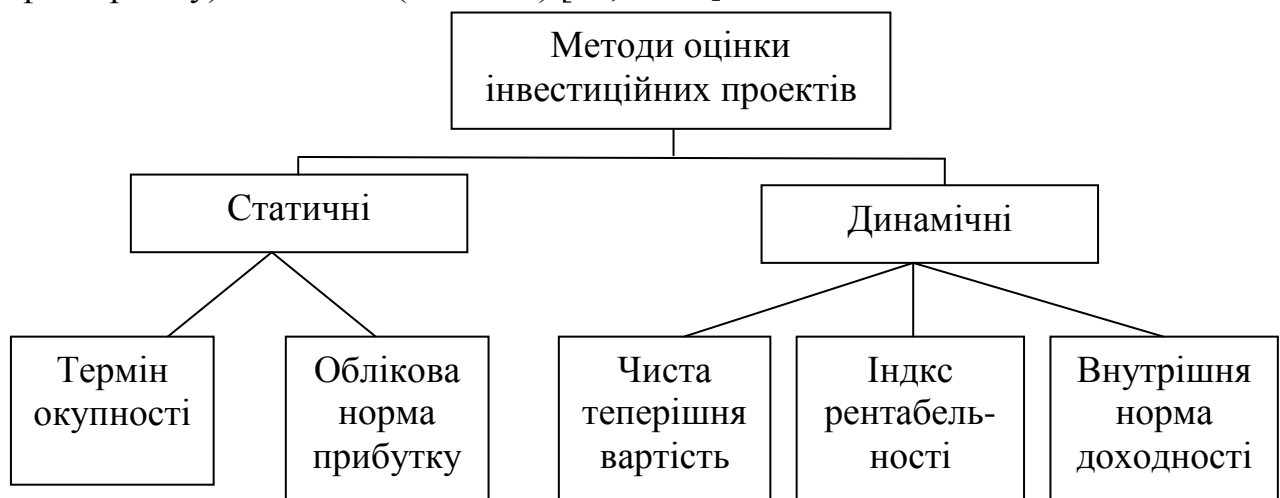 Методи оцінки
інвестиційних проектів
Статичні
Динамічні
Термін
окупності
Облікова
норма
прибутку
Чиста
теперішня
вартість
Індкс
рентабель-
ності
Внутрішня
норма
доходності